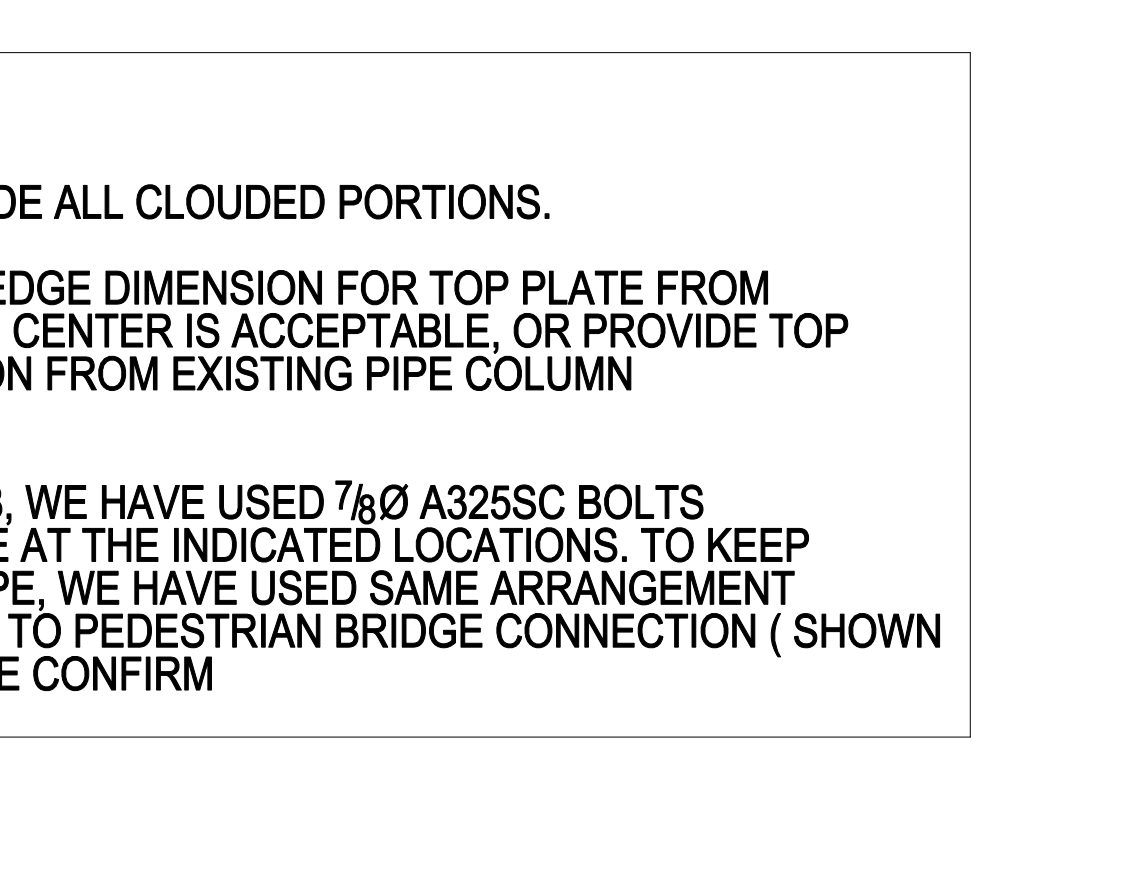 DE ALL CLOUDED PORTIONS.
EDGE DIMENSION FOR TOP PLATE FROM
CENTER IS ACCEPTABLE, OR PROVIDE TOP
ON FROM EXISTING PIPE COLUMN
, WE HAVE USED 7/8Ø A325SC BOLTS
E AT THE INDICATED LOCATIONS. TO KEEP
PE, WE HAVE USED SAME ARRANGEMENT
TO PEDESTRIAN BRIDGE CONNECTION ( SHOWN
E CONFIRM